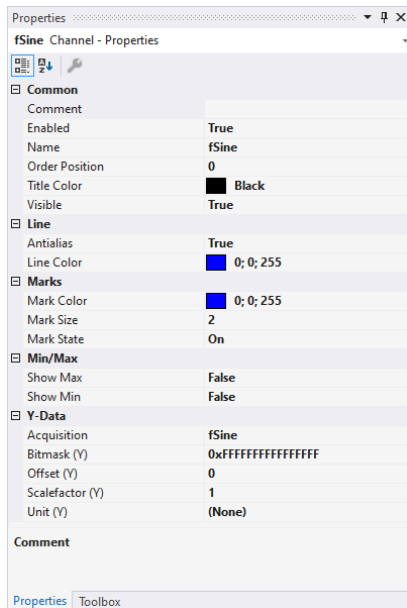 Properties
fSine Channel - Properties
Common
Comment
Enabled True
Name fSine
Order Position 0
Title Color Black
Visible True
Line
Antialias True
Line Color 0; 0; 255
Marks
Mark Color 0; 0; 255
Mark Size 2
Mark State On
Min/Max
Show Max False
Show Min False
Y-Data
Acquisition fSine
Bitmask (Y) 0xFFFFFFFFFFFFFFFF
Offset (Y) 0
Scalefactor (Y) 1
Unit (Y) (None)
Comment
Properties Toolbox